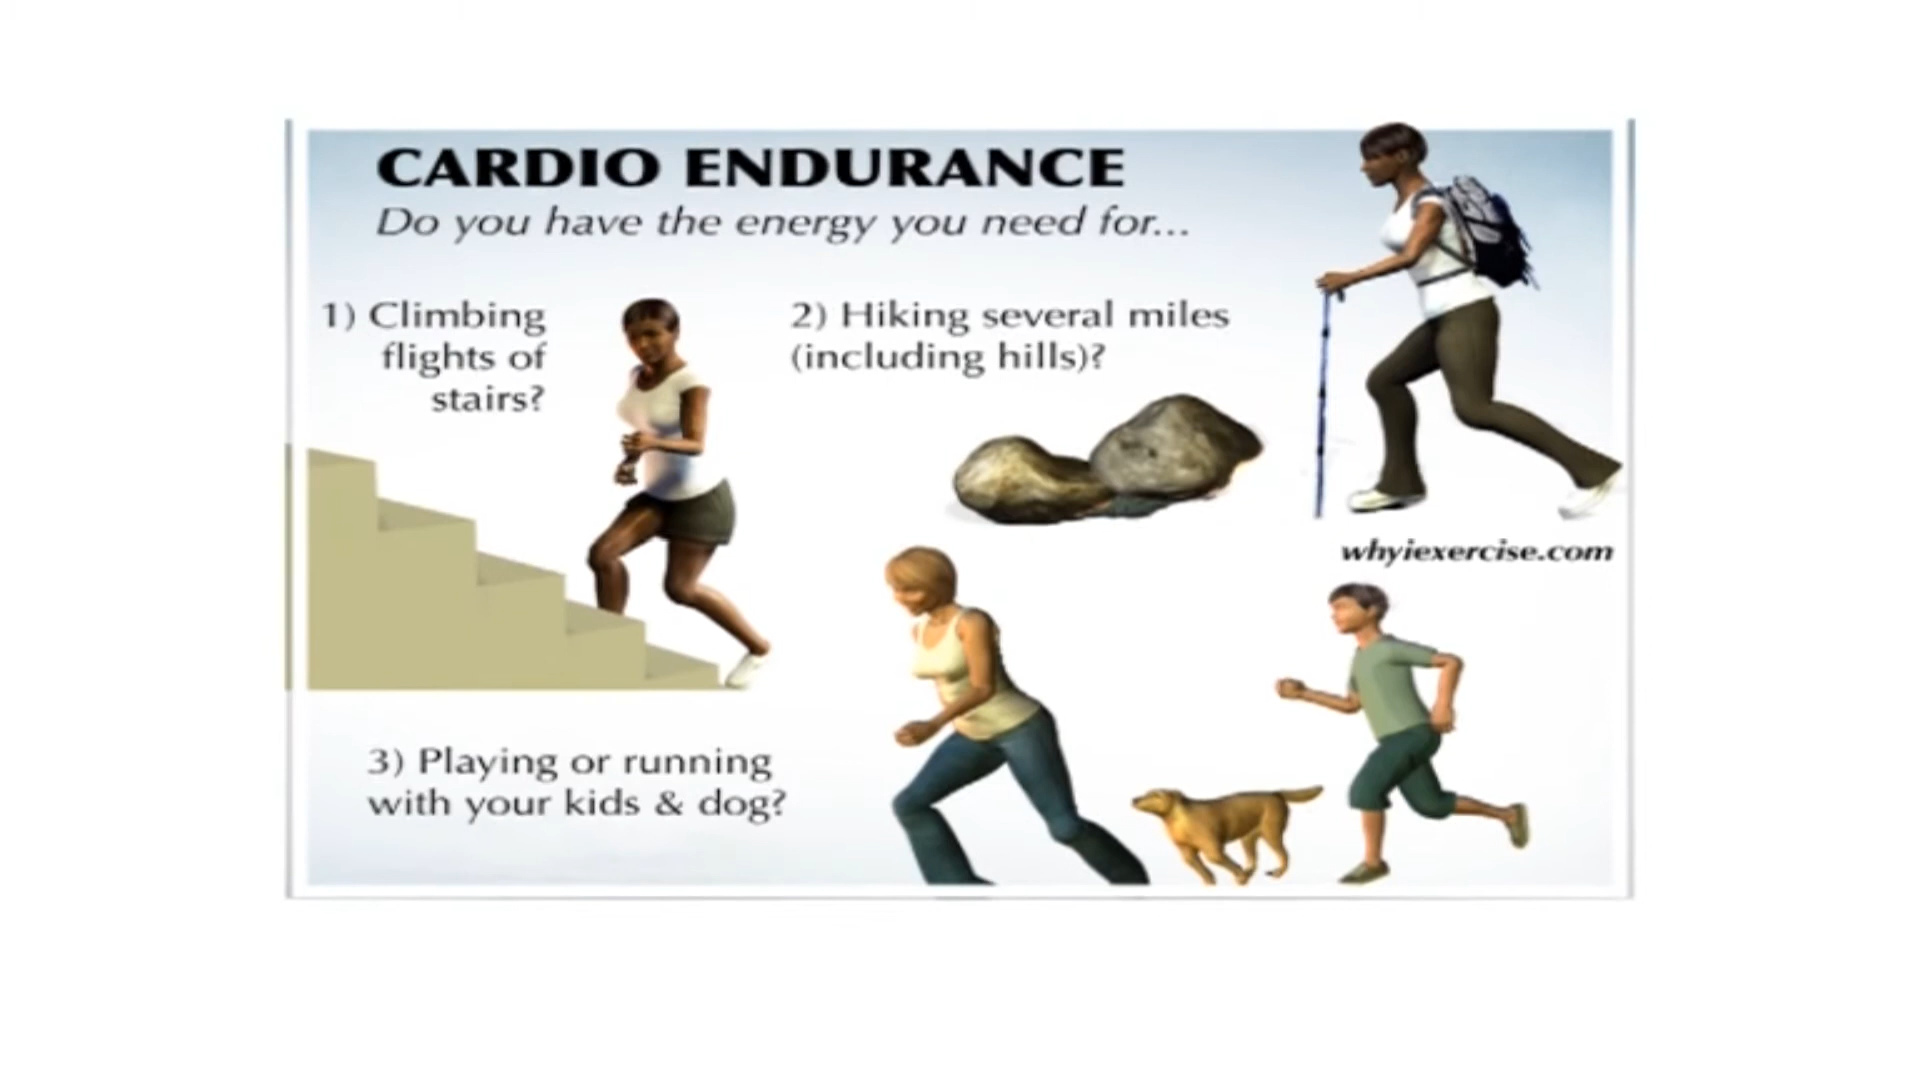 CARDIO ENDURANCE
Do you have the energy you need for...
1) Climbing
flights of
stairs?
2) Hiking several miles
(including hills)?
whyiexercise.com
3) Playing or running
with your kids & dog?